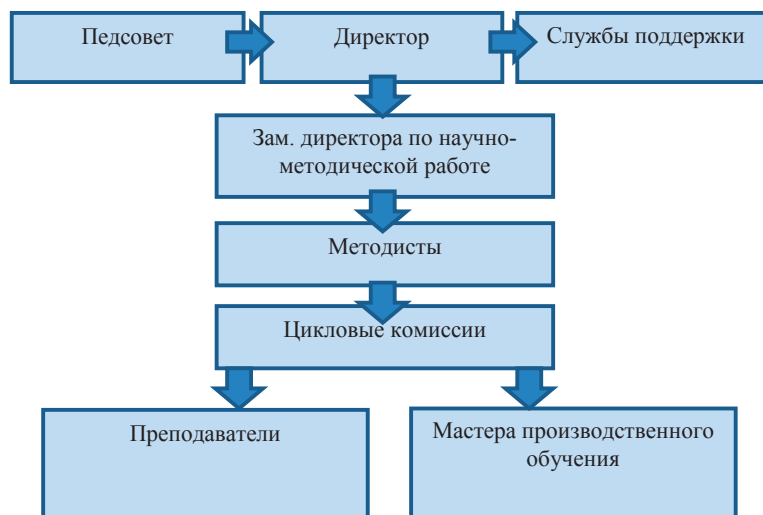 Педсовет
Директор
Службы поддержки
Зам. директора по научно-
методической работе
Методисты
Цикловые комиссии
Преподаватели
Мастера производственного
обучения